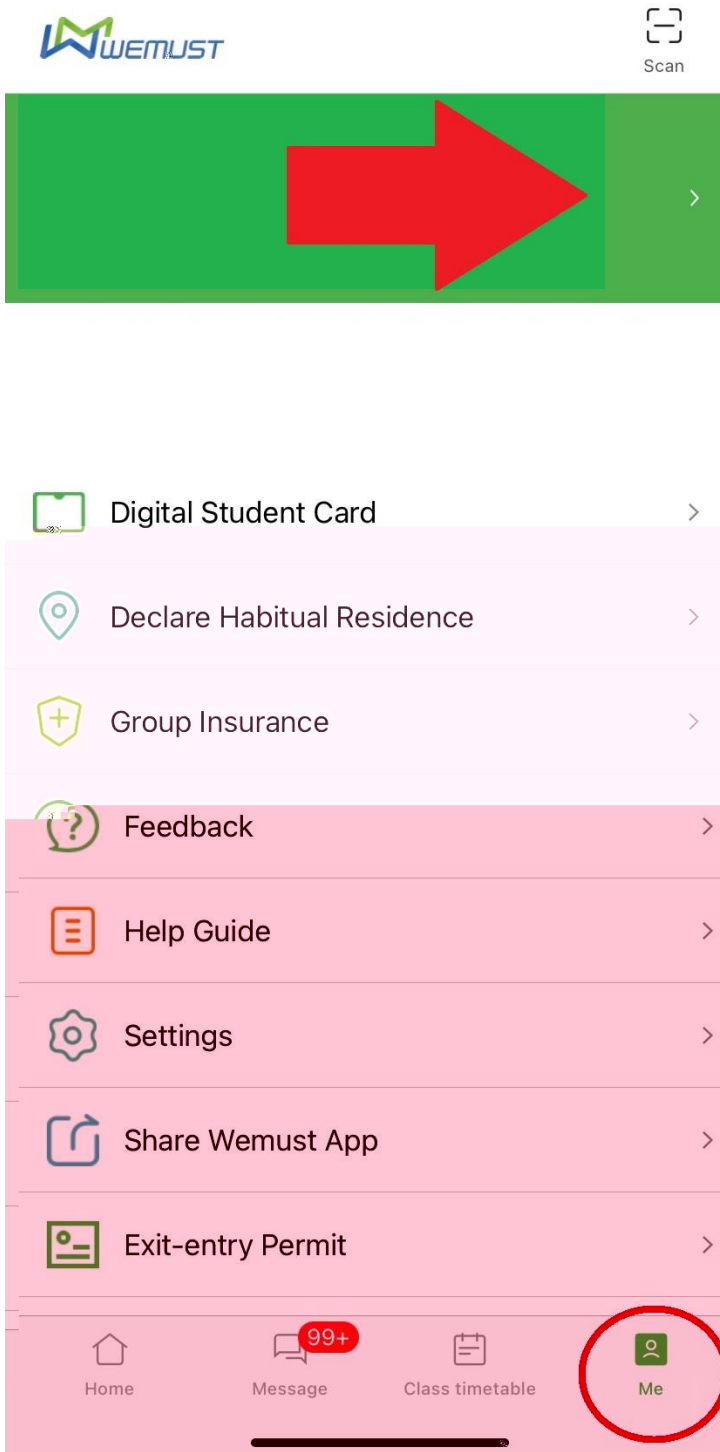 WEMUST
Scan
Digital Student Card
Declare Habitual Residence
Group Insurance
Feedback
Help Guide
Settings
Share Wemust App
Exit-entry Permit
99+
Home
Message
Class timetable
Me